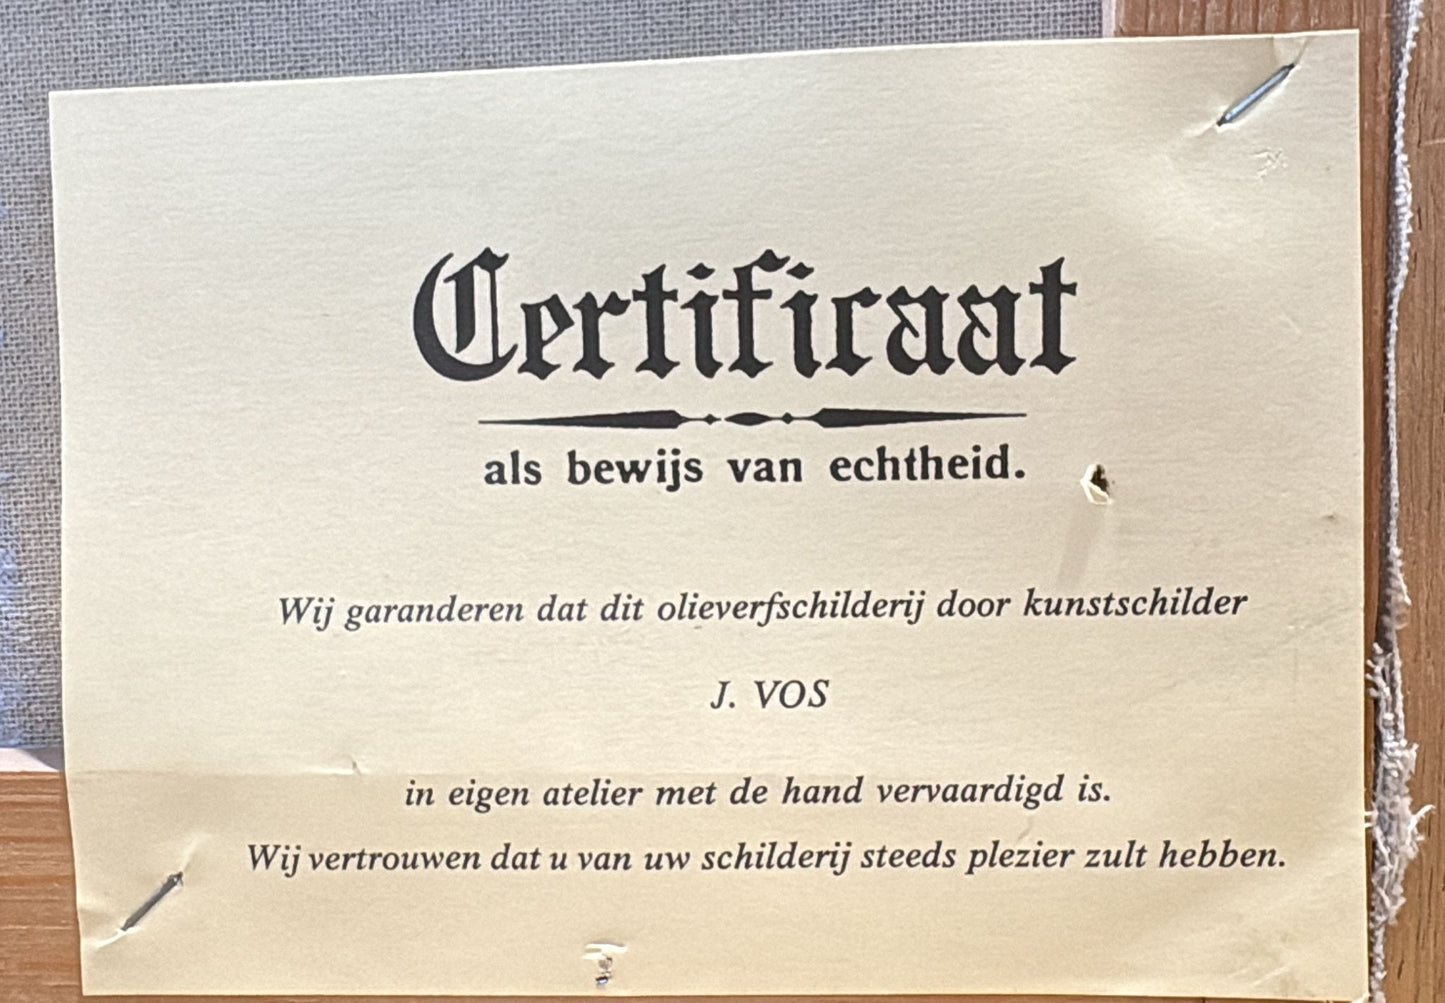 Certificaat
als bewijs van echtheid.
Wij garanderen dat dit olieverfschilderij door kunstschilder
J. VOS
in eigen atelier met de hand vervaardigd is.
Wij vertrouwen dat u van uw schilderij steeds plezier zult hebben.